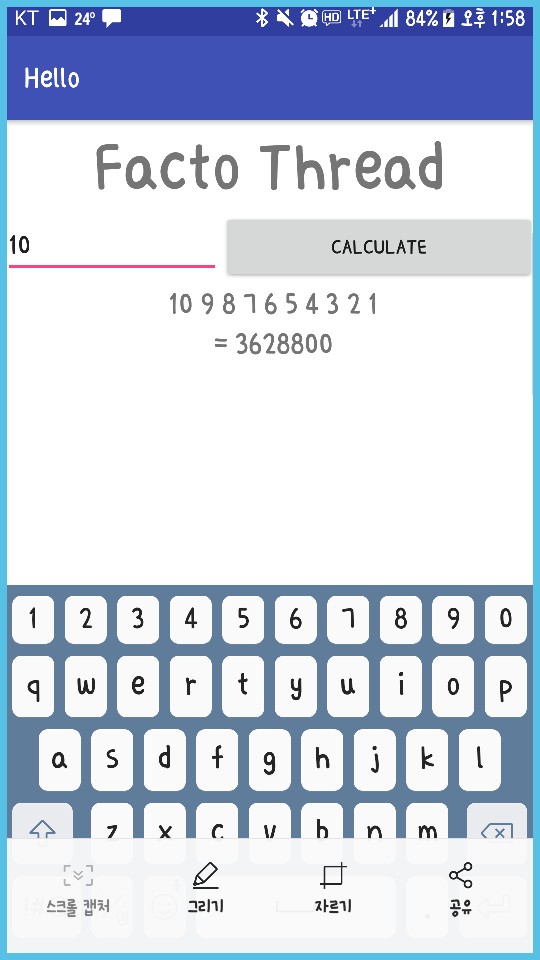 KT 24° HD LTE+ 84% 오후 1:58
Hello
Facto Thread
10 CALCULATE
10 9 8 7 6 5 4 3 2 1
= 3628800
1 2 3 4 5 6 7 8 9 0
q w e r t y u i o p
a s d f g h j k l
z x c v b n m
스크롤 캡처 그리기 자르기 공유